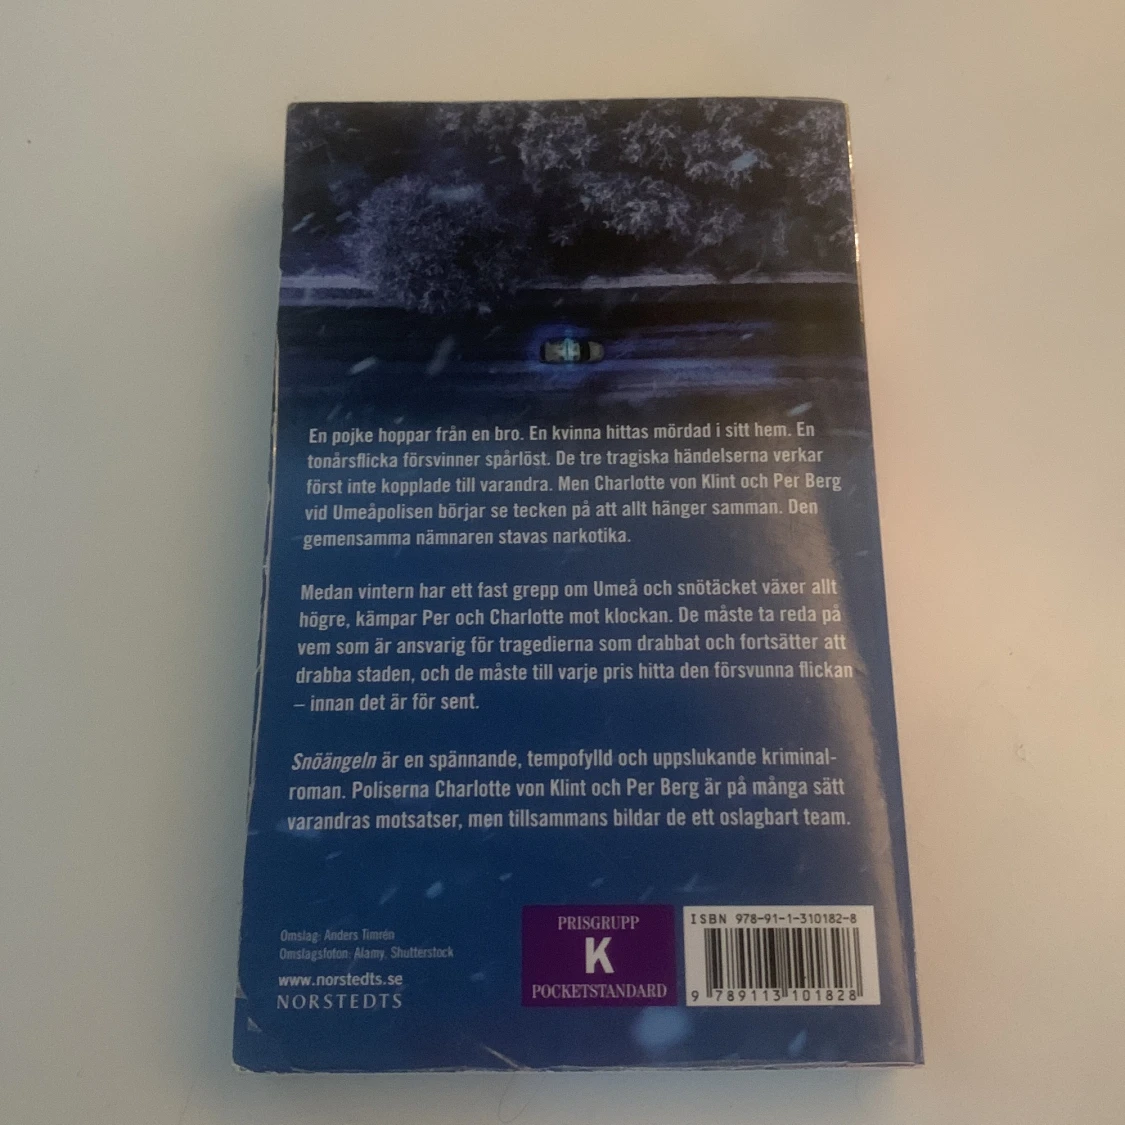 En pojke hoppar från en bro. En kvinna hittas mördad i sitt hem. En
tonårsflicka försvinner spårlöst. De tre tragiska händelserna verkar
först inte kopplade till varandra. Men Charlotte von Klint och Per Berg
vid Umeåpolisen börjar se tecken på att allt hänger samman. Den
gemensamma nämnaren stavas narkotika.
Medan vintern har ett fast grepp om Umeå och snötäcket växer allt
högre, kämpar Per och Charlotte mot klockan. De måste ta reda på
vem som är ansvarig för tragedierna som drabbat och fortsätter att
drabba staden, och de måste till varje pris hitta den försvunna flickan
– innan det är för sent.
Snöängeln är en spännande, tempofylld och uppslukande kriminal-
roman. Poliserna Charlotte von Klint och Per Berg är på många sätt
varandras motsatser, men tillsammans bildar de ett oslagbart team.
Omslag: Anders Timrén
Omslagsfoton: Alamy, Shutterstock
www.norstedts.se
NORSTEDTS
PRISGRUPP
K
POCKETSTANDARD
ISBN 978-91-1-310182-8
9 789113 101828